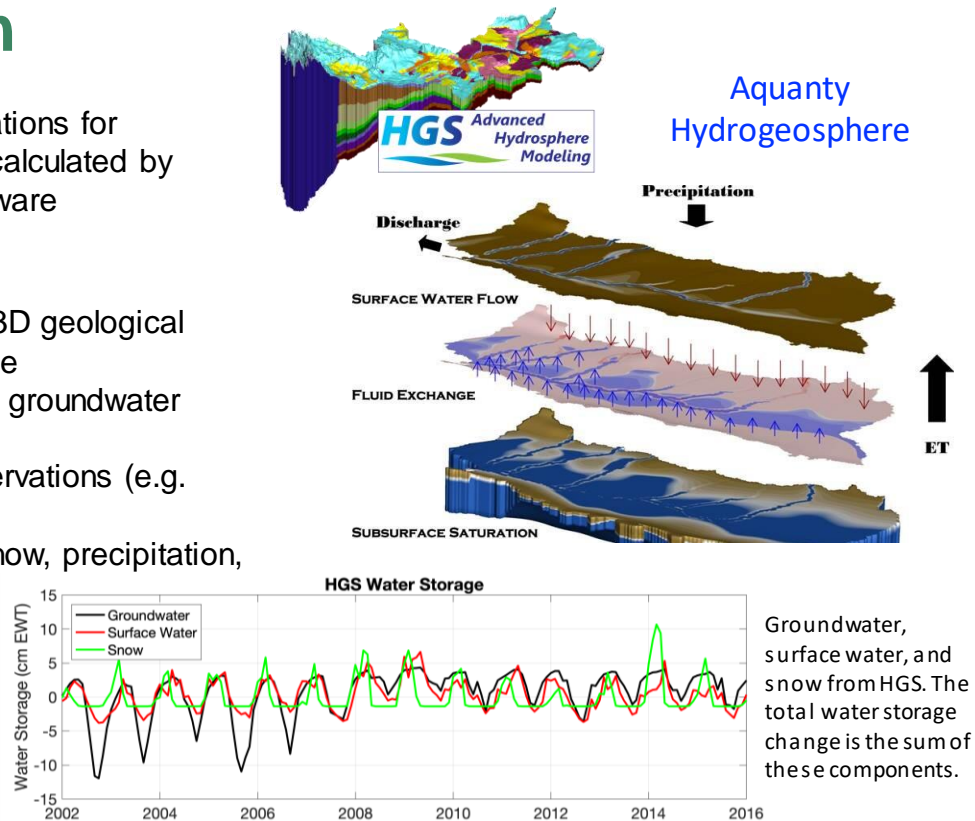 n
ations for
calculated by
ware
3D geological
e
groundwater
ervations (e.g.
now, precipitation,
HGS Advanced
Hydrosphere
Modeling
Aquanty
Hydrogeosphere
Precipitation
Discharge
SURFACE WATER FLOW
FLUID EXCHANGE
ET
SUBSURFACE SATURATION
HGS Water Storage
Water Storage (cm EWT)
15
10
5
0
-5
-10
-15
Groundwater
Surface Water
Snow
2002 2004 2006 2008 2010 2012 2014 2016
Groundwater,
surface water, and
snow from HGS. The
total water storage
change is the sum of
these components.